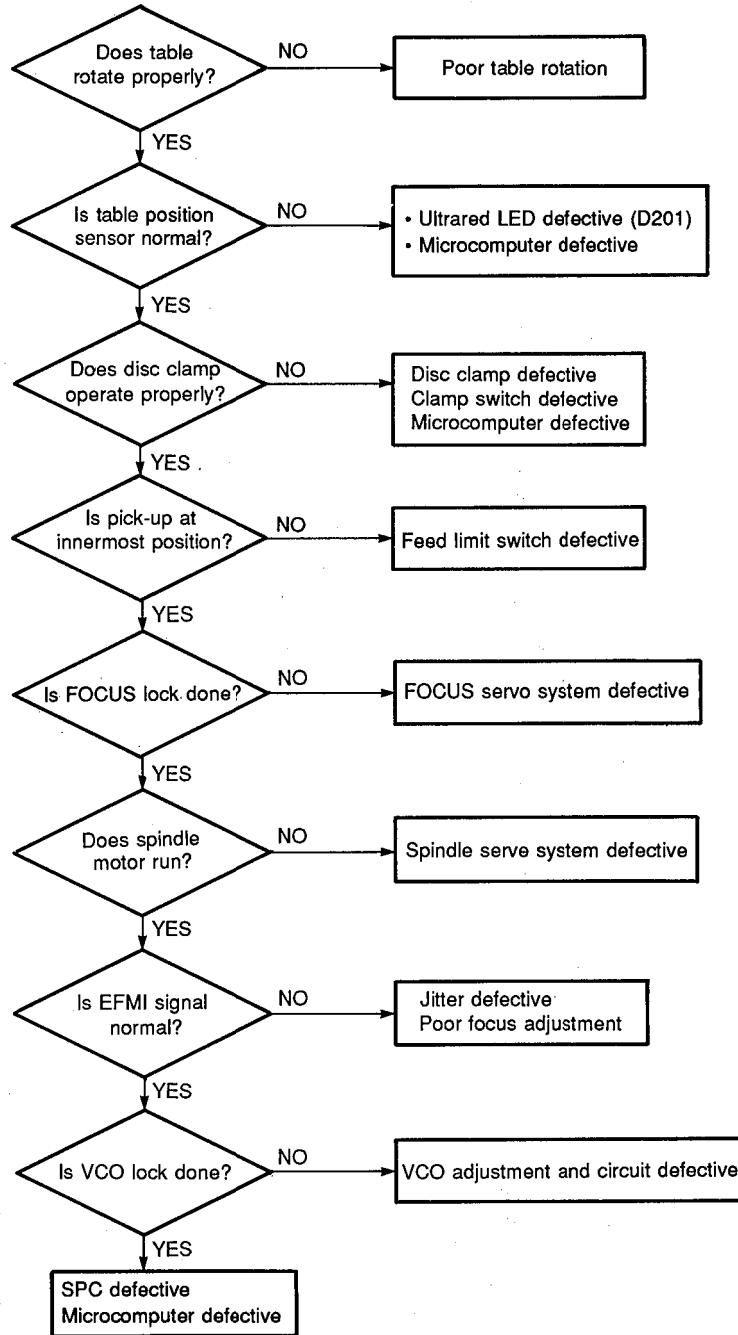 Does table
rotate properly?
NO
Poor table rotation
YES
Is table position
sensor normal?
NO
• Ultrared LED defective (D201)
• Microcomputer defective
YES
Does disc clamp
operate properly?
NO
Disc clamp defective
Clamp switch defective
Microcomputer defective
YES
Is pick-up at
innermost position?
NO
Feed limit switch defective
YES
Is FOCUS lock done?
NO
FOCUS servo system defective
YES
Does spindle
motor run?
NO
Spindle serve system defective
YES
Is EFMI signal
normal?
NO
Jitter defective
Poor focus adjustment
YES
Is VCO lock done?
NO
VCO adjustment and circuit defective
YES
SPC defective
Microcomputer defective